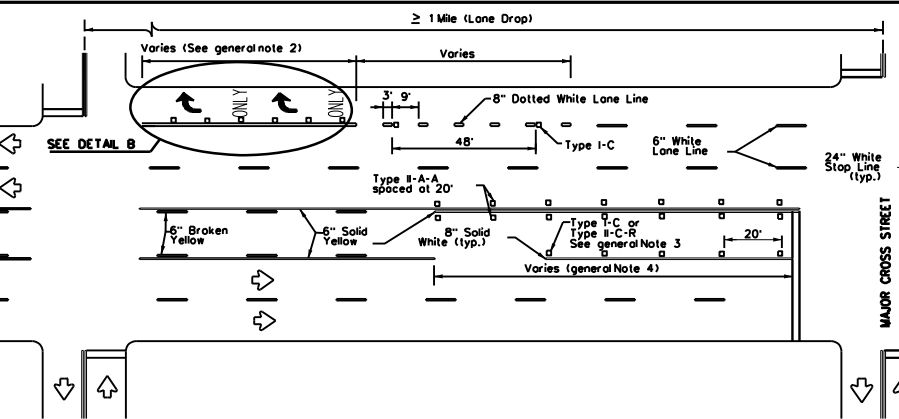 ≥ 1 Mile (Lane Drop)
Varies (See general note 2)
Varies
ONLY
ONLY
3' 9'
8" Dotted White Lane Line
SEE DETAIL B
48'
Type I-C
6" White
Lane Line
24" White
Stop Line
(typ.)
Type II-A-A
spaced at 20'
6" Broken
Yellow
6" Solid
Yellow
8" Solid
White (typ.)
Type I-C or
Type II-C-R
See general Note 3
20'
Varies (general Note 4)
MAJOR CROSS STREET